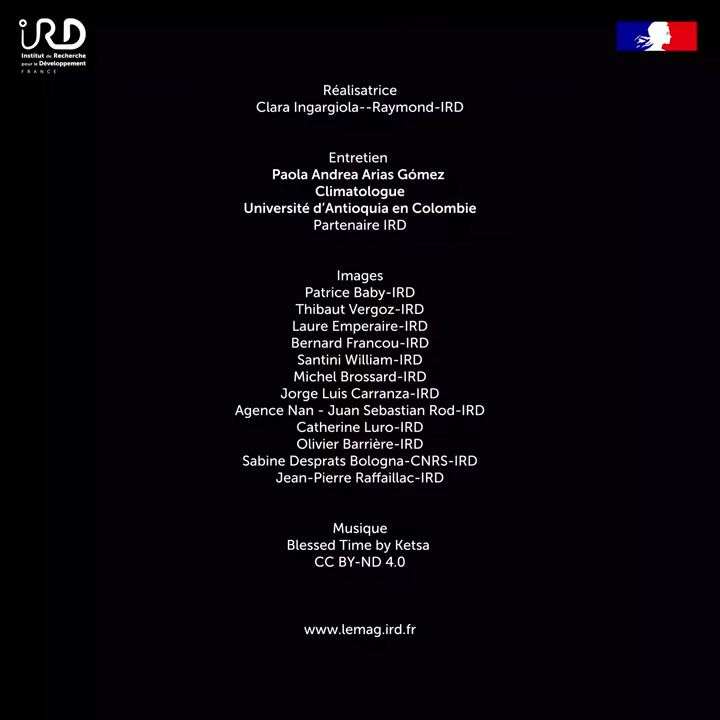 iRD
Institut de Recherche
pour le Développement
FRANCE
Réalisatrice
Clara Ingargiola--Raymond-IRD
Entretien
Paola Andrea Arias Gómez
Climatologue
Université d'Antioquia en Colombie
Partenaire IRD
Images
Patrice Baby-IRD
Thibaut Vergoz-IRD
Laure Emperaire-IRD
Bernard Francou-IRD
Santini William-IRD
Michel Brossard-IRD
Jorge Luis Carranza-IRD
Agence Nan - Juan Sebastian Rod-IRD
Catherine Luro-IRD
Olivier Barrière-IRD
Sabine Desprats Bologna-CNRS-IRD
Jean-Pierre Raffaillac-IRD
Musique
Blessed Time by Ketsa
CC BY-ND 4.0
www.lemag.ird.fr